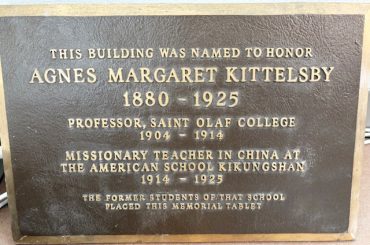 THIS BUILDING WAS NAMED TO HONOR
AGNES MARGARET KITTELSBY
1880 - 1925
PROFESSOR, SAINT OLAF COLLEGE
1904 - 1914
MISSIONARY TEACHER IN CHINA AT
THE AMERICAN SCHOOL KIKUNGSHAN
1914 - 1925
THE FORMER STUDENTS OF THAT SCHOOL
PLACED THIS MEMORIAL TABLET